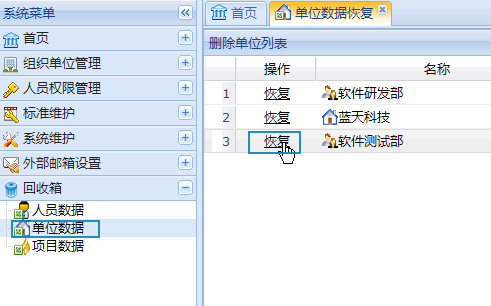 系统菜单
首页
组织单位管理
人员权限管理
标准维护
系统维护
外部邮箱设置
回收箱
人员数据
单位数据
项目数据
首页 单位数据恢复
删除单位列表
操作 名称
1 恢复 软件研发部
2 恢复 蓝天科技
3 恢复 软件测试部